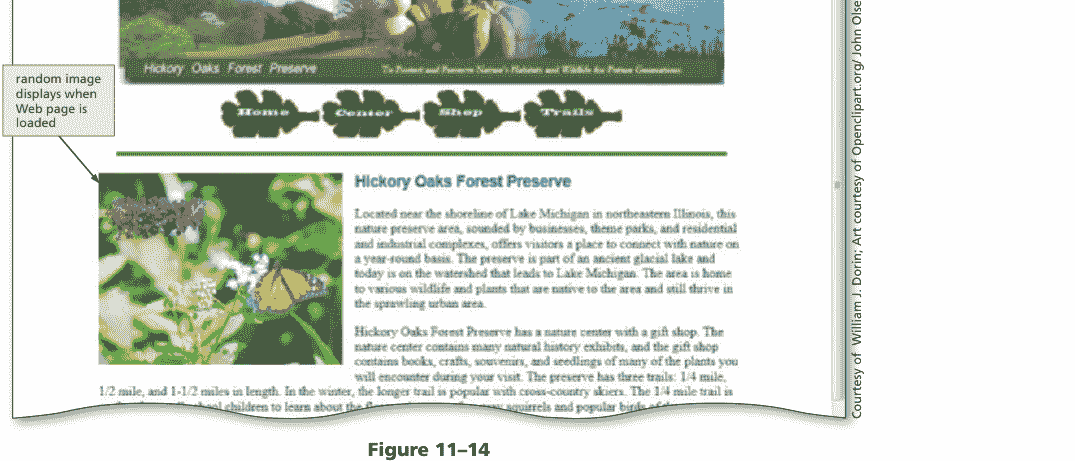 Hickory Oaks Forest Preserve
To Protect and Preserve Nature's Habitats and Wildlife for Future Generations
Home Center Shop Trails
random image
displays when
Web page is
loaded
Hickory Oaks Forest Preserve
Located near the shoreline of Lake Michigan in northeastern Illinois, this
nature preserve area, sounded by businesses, theme parks, and residential
and industrial complexes, offers visitors a place to connect with nature on
a year-round basis. The preserve is part of an ancient glacial lake and
today is on the watershed that leads to Lake Michigan. The area is home
to various wildlife and plants that are native to the area and still thrive in
the sprawling urban area.
Hickory Oaks Forest Preserve has a nature center with a gift shop. The
nature center contains many natural history exhibits, and the gift shop
contains books, crafts, souvenirs, and seedlings of many of the plants you
will encounter during your visit. The preserve has three trails: 1/4 mile,
1/2 mile, and 1-1/2 miles in length. In the winter, the longer trail is popular with cross-country skiers. The 1/4 mile trail is
children to learn about the squirrels and popular birds
Courtesy of William J. Dorin; Art courtesy of Openclipart.org/ John Olse
Figure 11–14